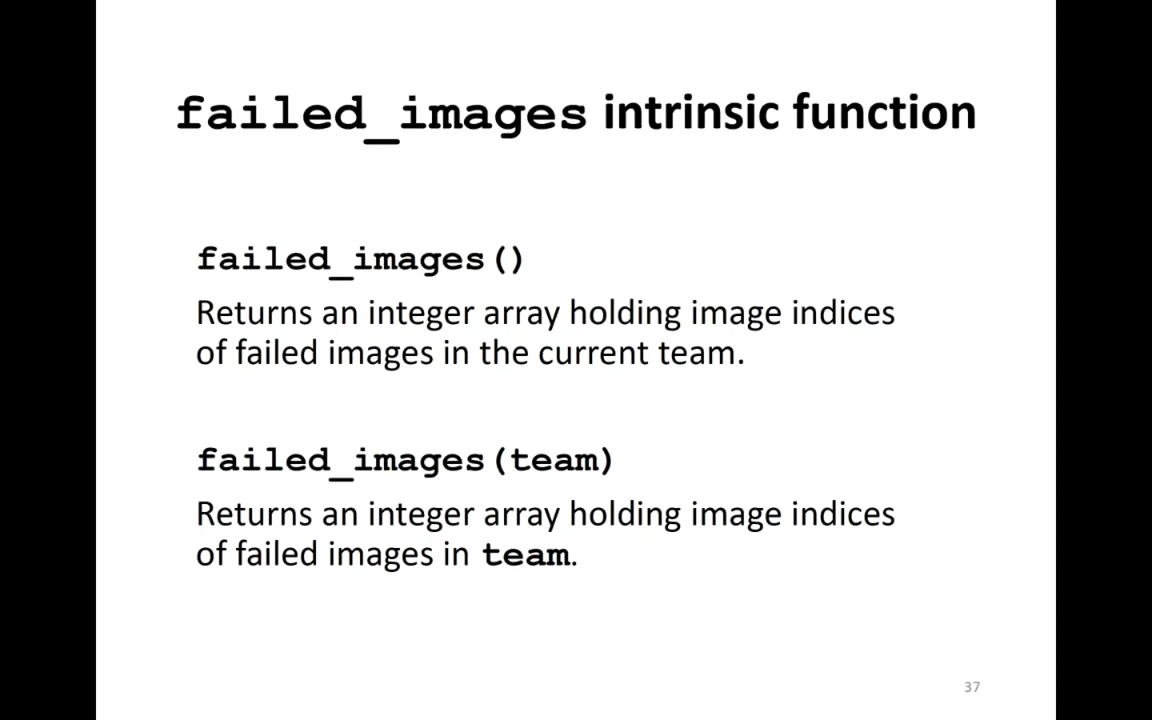 failed_images intrinsic function
failed_images()
Returns an integer array holding image indices
of failed images in the current team.
failed_images(team)
Returns an integer array holding image indices
of failed images in team.
37